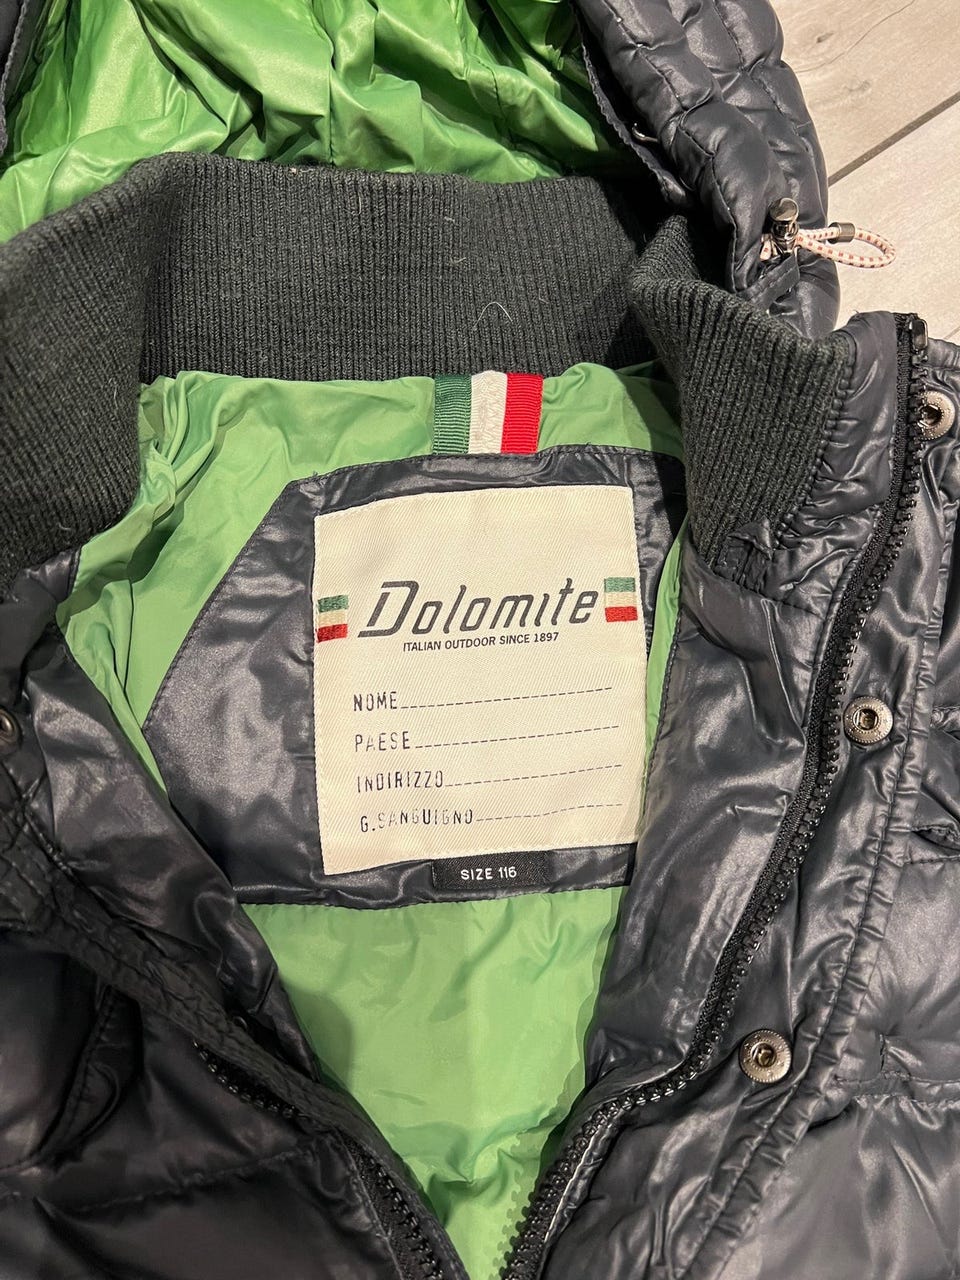 Dolomite
ITALIAN OUTDOOR SINCE 1897
NOME
PAESE
INDIRIZZO
G.SANGUIGNO
SIZE 116